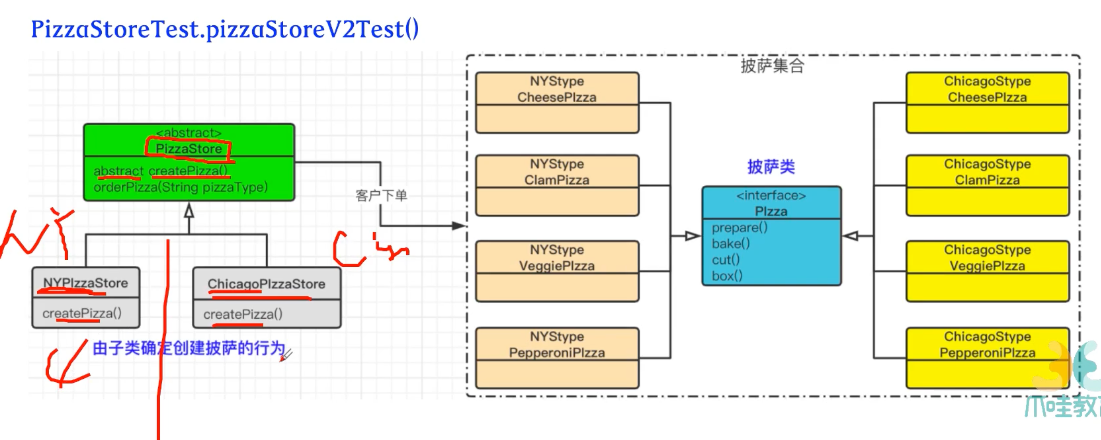 PizzaStoreTest.pizzaStoreV2Test()
<abstract>
PizzaStore
abstract createPizza()
orderPizza(String pizzaType)
NY
NYPIzzaStore
createPizza()
ChicagoPIzzaStore
createPizza()
由子类确定创建披萨的行为
客户下单
披萨集合
NYStype
CheesePIzza
NYStype
ClamPizza
NYStype
VeggiePIzza
NYStype
PepperoniPIzza
披萨类
<interface>
PIzza
prepare()
bake()
cut()
box()
ChicagoStype
CheesePIzza
ChicagoStype
ClamPizza
ChicagoStype
VeggiePIzza
ChicagoStype
PepperoniPIzza
爪哇教